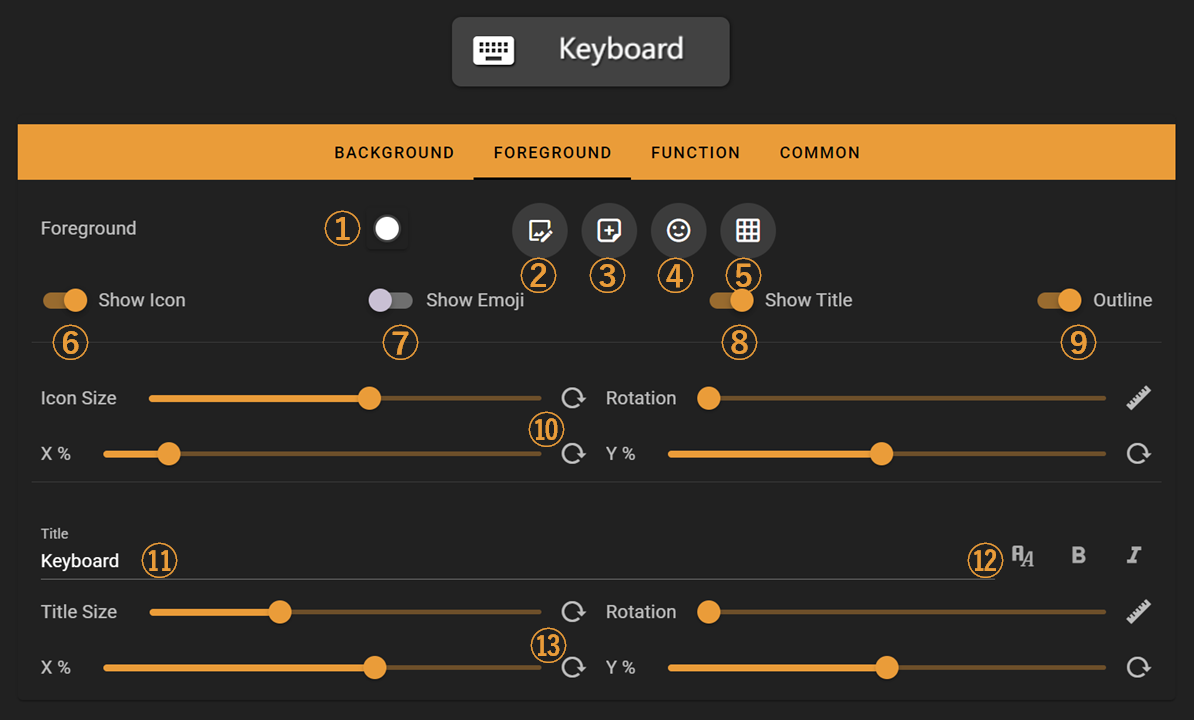 Keyboard
BACKGROUND FOREGROUND FUNCTION COMMON
Foreground ①
② ③ ④ ⑤
Show Icon Show Emoji Show Title Outline
⑥ ⑦ ⑧ ⑨
Icon Size Rotation
⑩
X % Y %
Title
Keyboard ⑪ ⑫ AA B I
Title Size Rotation
⑬
X % Y %